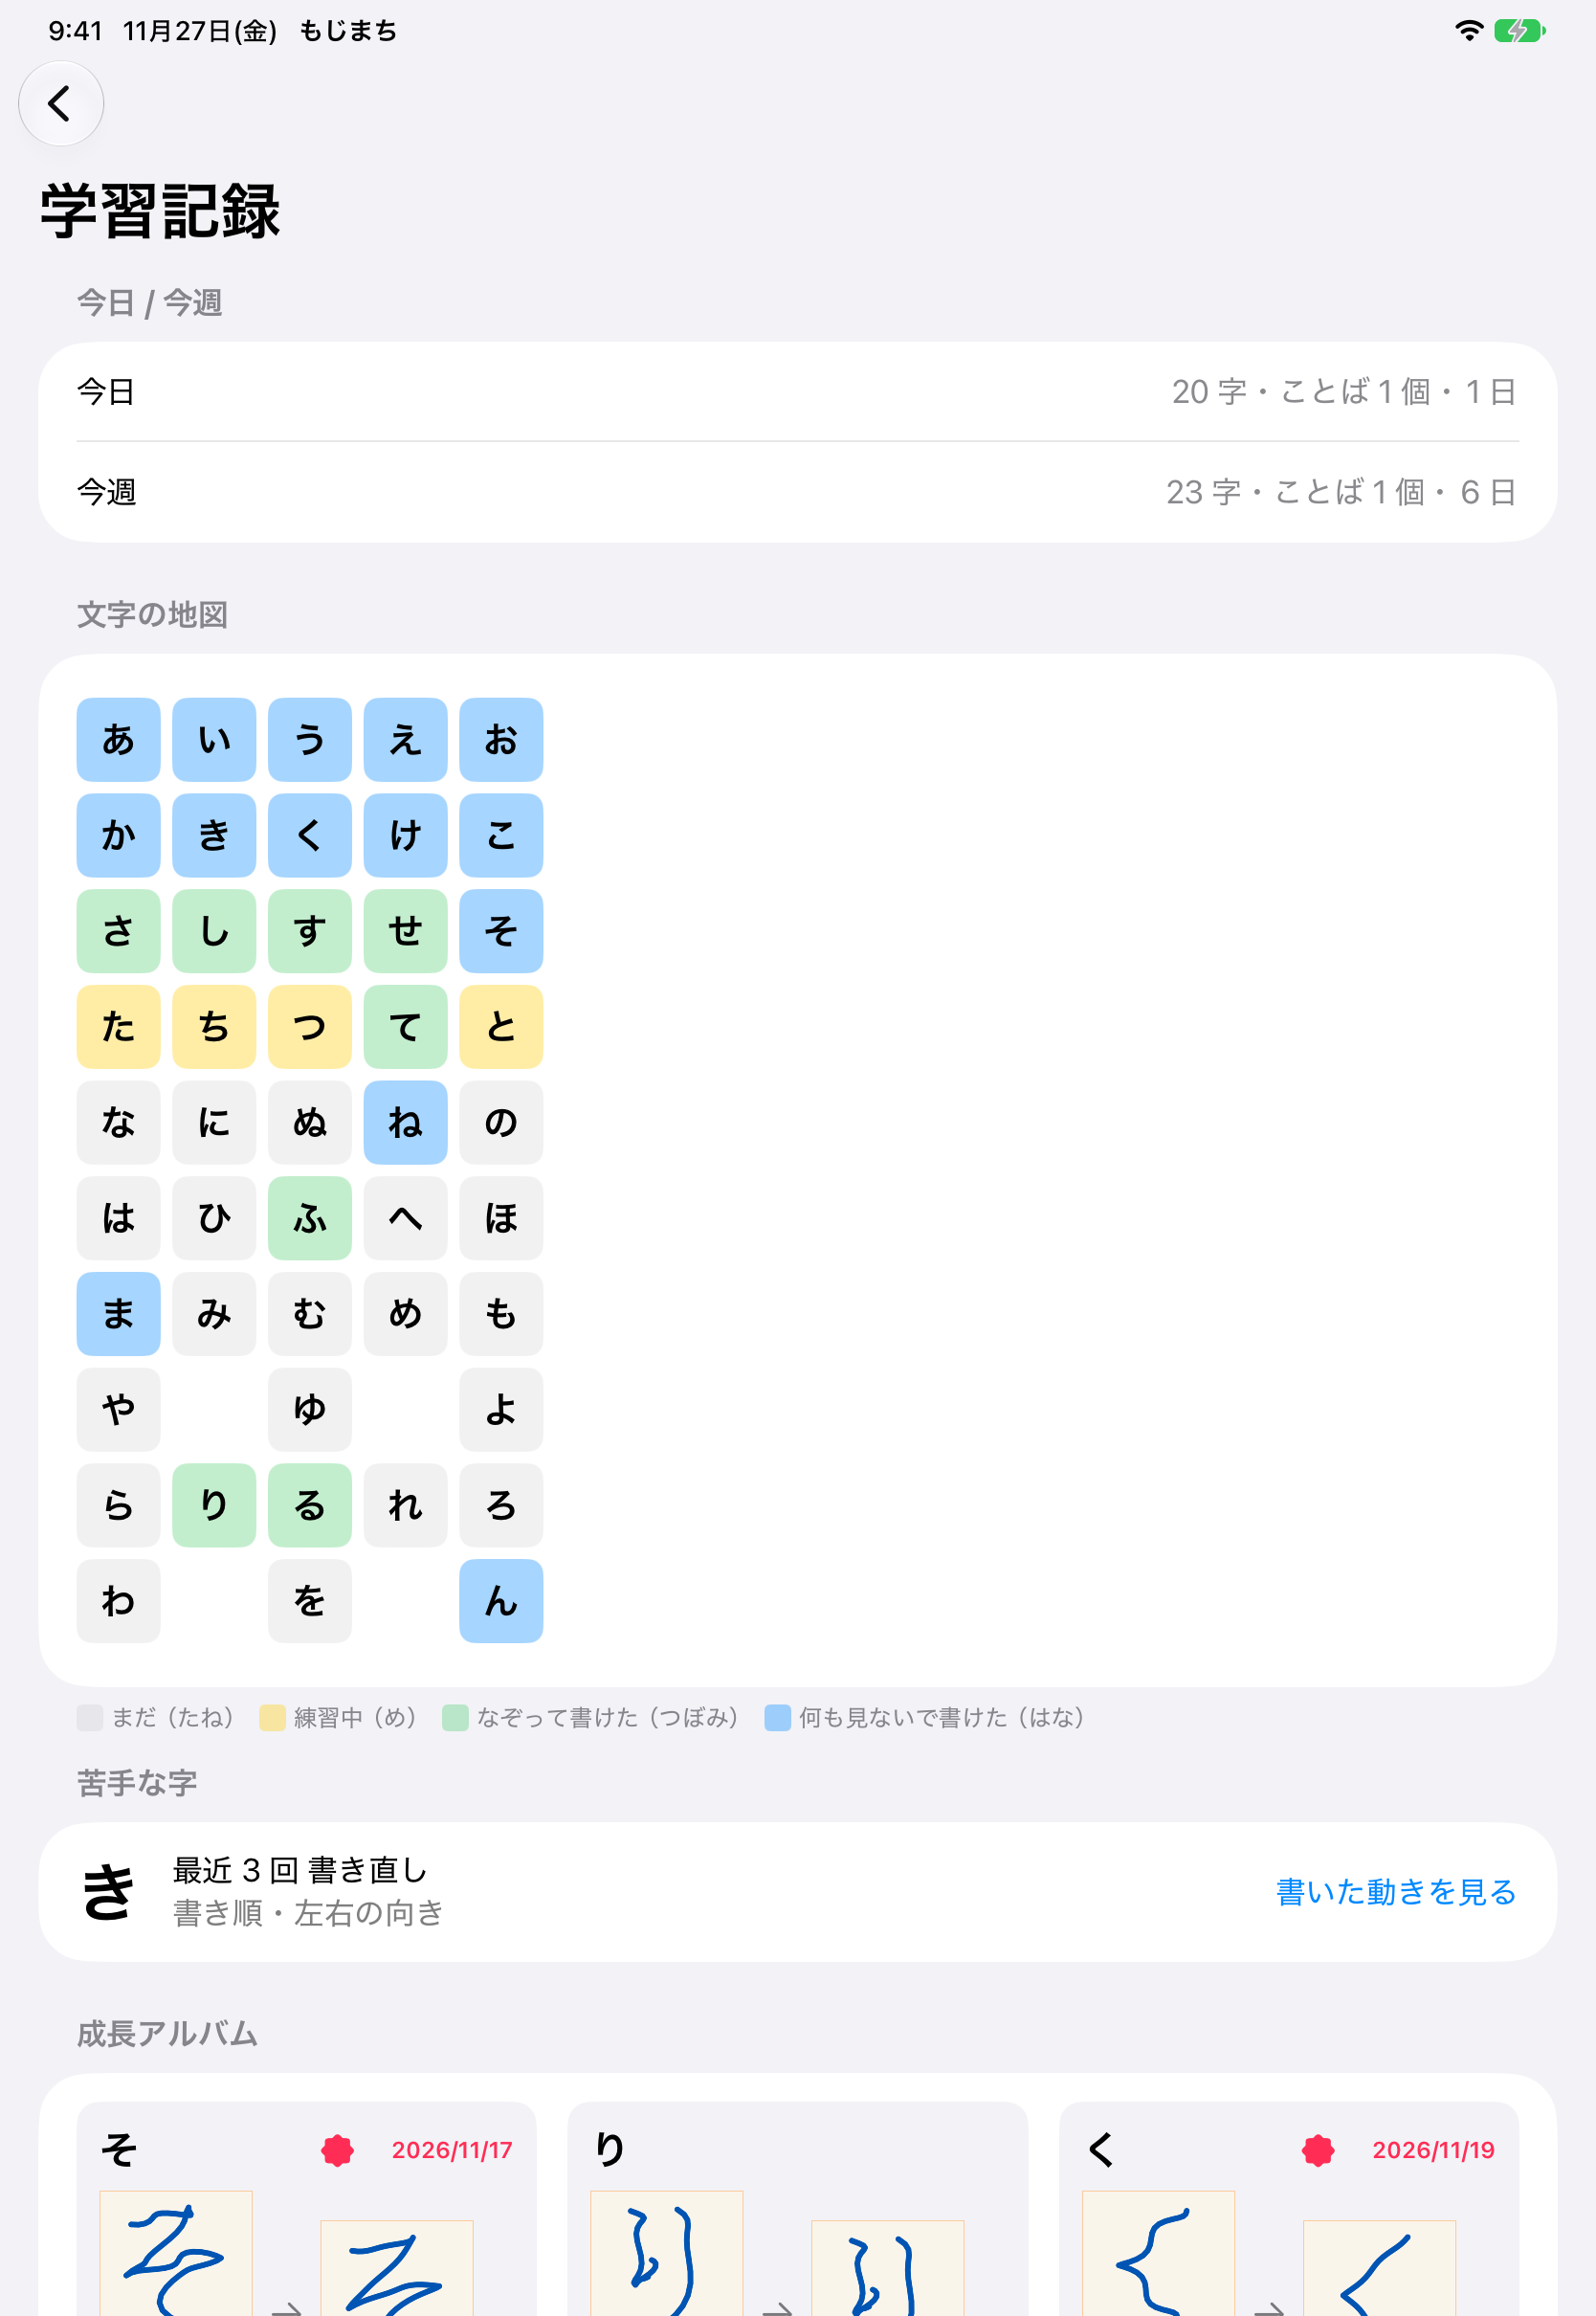 9:41 11月27日(金) もじまち
学習記録
今日 / 今週
今日 20 字・ことば 1 個・ 1 日
今週 23 字・ことば 1 個・ 6 日
文字の地図
あ い う え お
か き く け こ
さ し す せ そ
た ち つ て と
な に ぬ ね の
は ひ ふ へ ほ
ま み む め も
や ゆ よ
ら り る れ ろ
わ を ん
まだ（たね） 練習中（め） なぞって書けた（つぼみ） 何も見ないで書けた（はな）
苦手な字
き 最近 3 回 書き直し 書いた動きを見る
書き順・左右の向き
成長アルバム
そ 2026/11/17 り く 2026/11/19
そ → そ り → り く → く